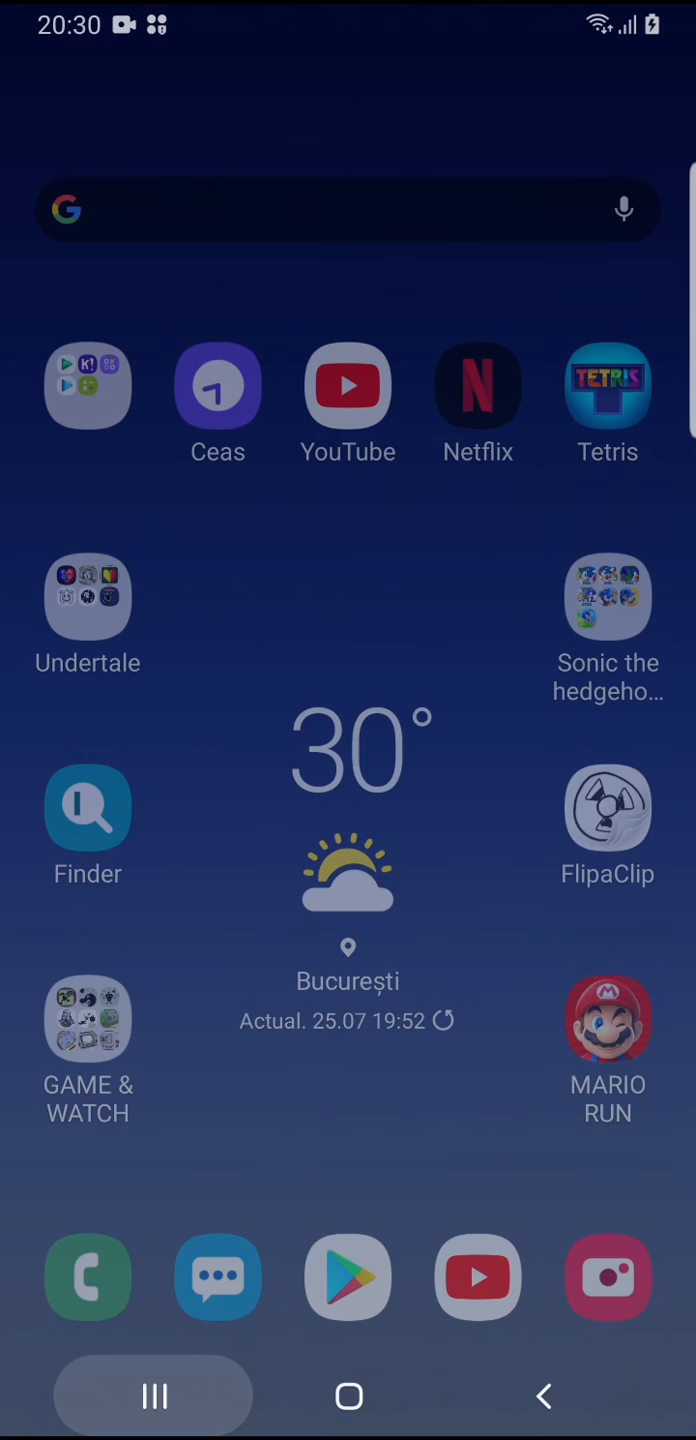 20:30
Ceas
YouTube
Netflix
TETRIS
Tetris
Undertale
Sonic the
hedgeho...
30°
Finder
FlipaClip
București
Actual. 25.07 19:52
GAME &
WATCH
MARIO
RUN